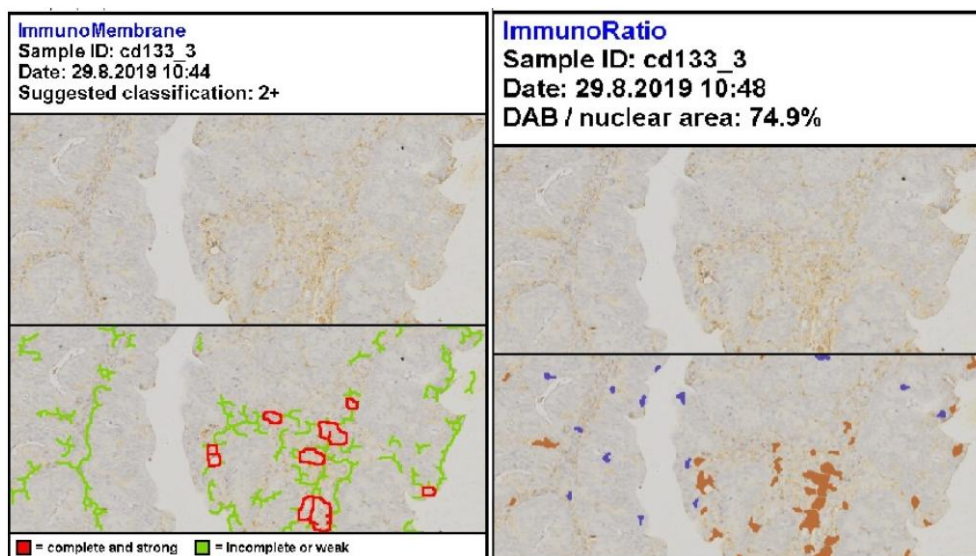 ImmunoMembrane
Sample ID: cd133_3
Date: 29.8.2019 10:44
Suggested classification: 2+
= complete and strong
= incomplete or weak
ImmunoRatio
Sample ID: cd133_3
Date: 29.8.2019 10:48
DAB / nuclear area: 74.9%